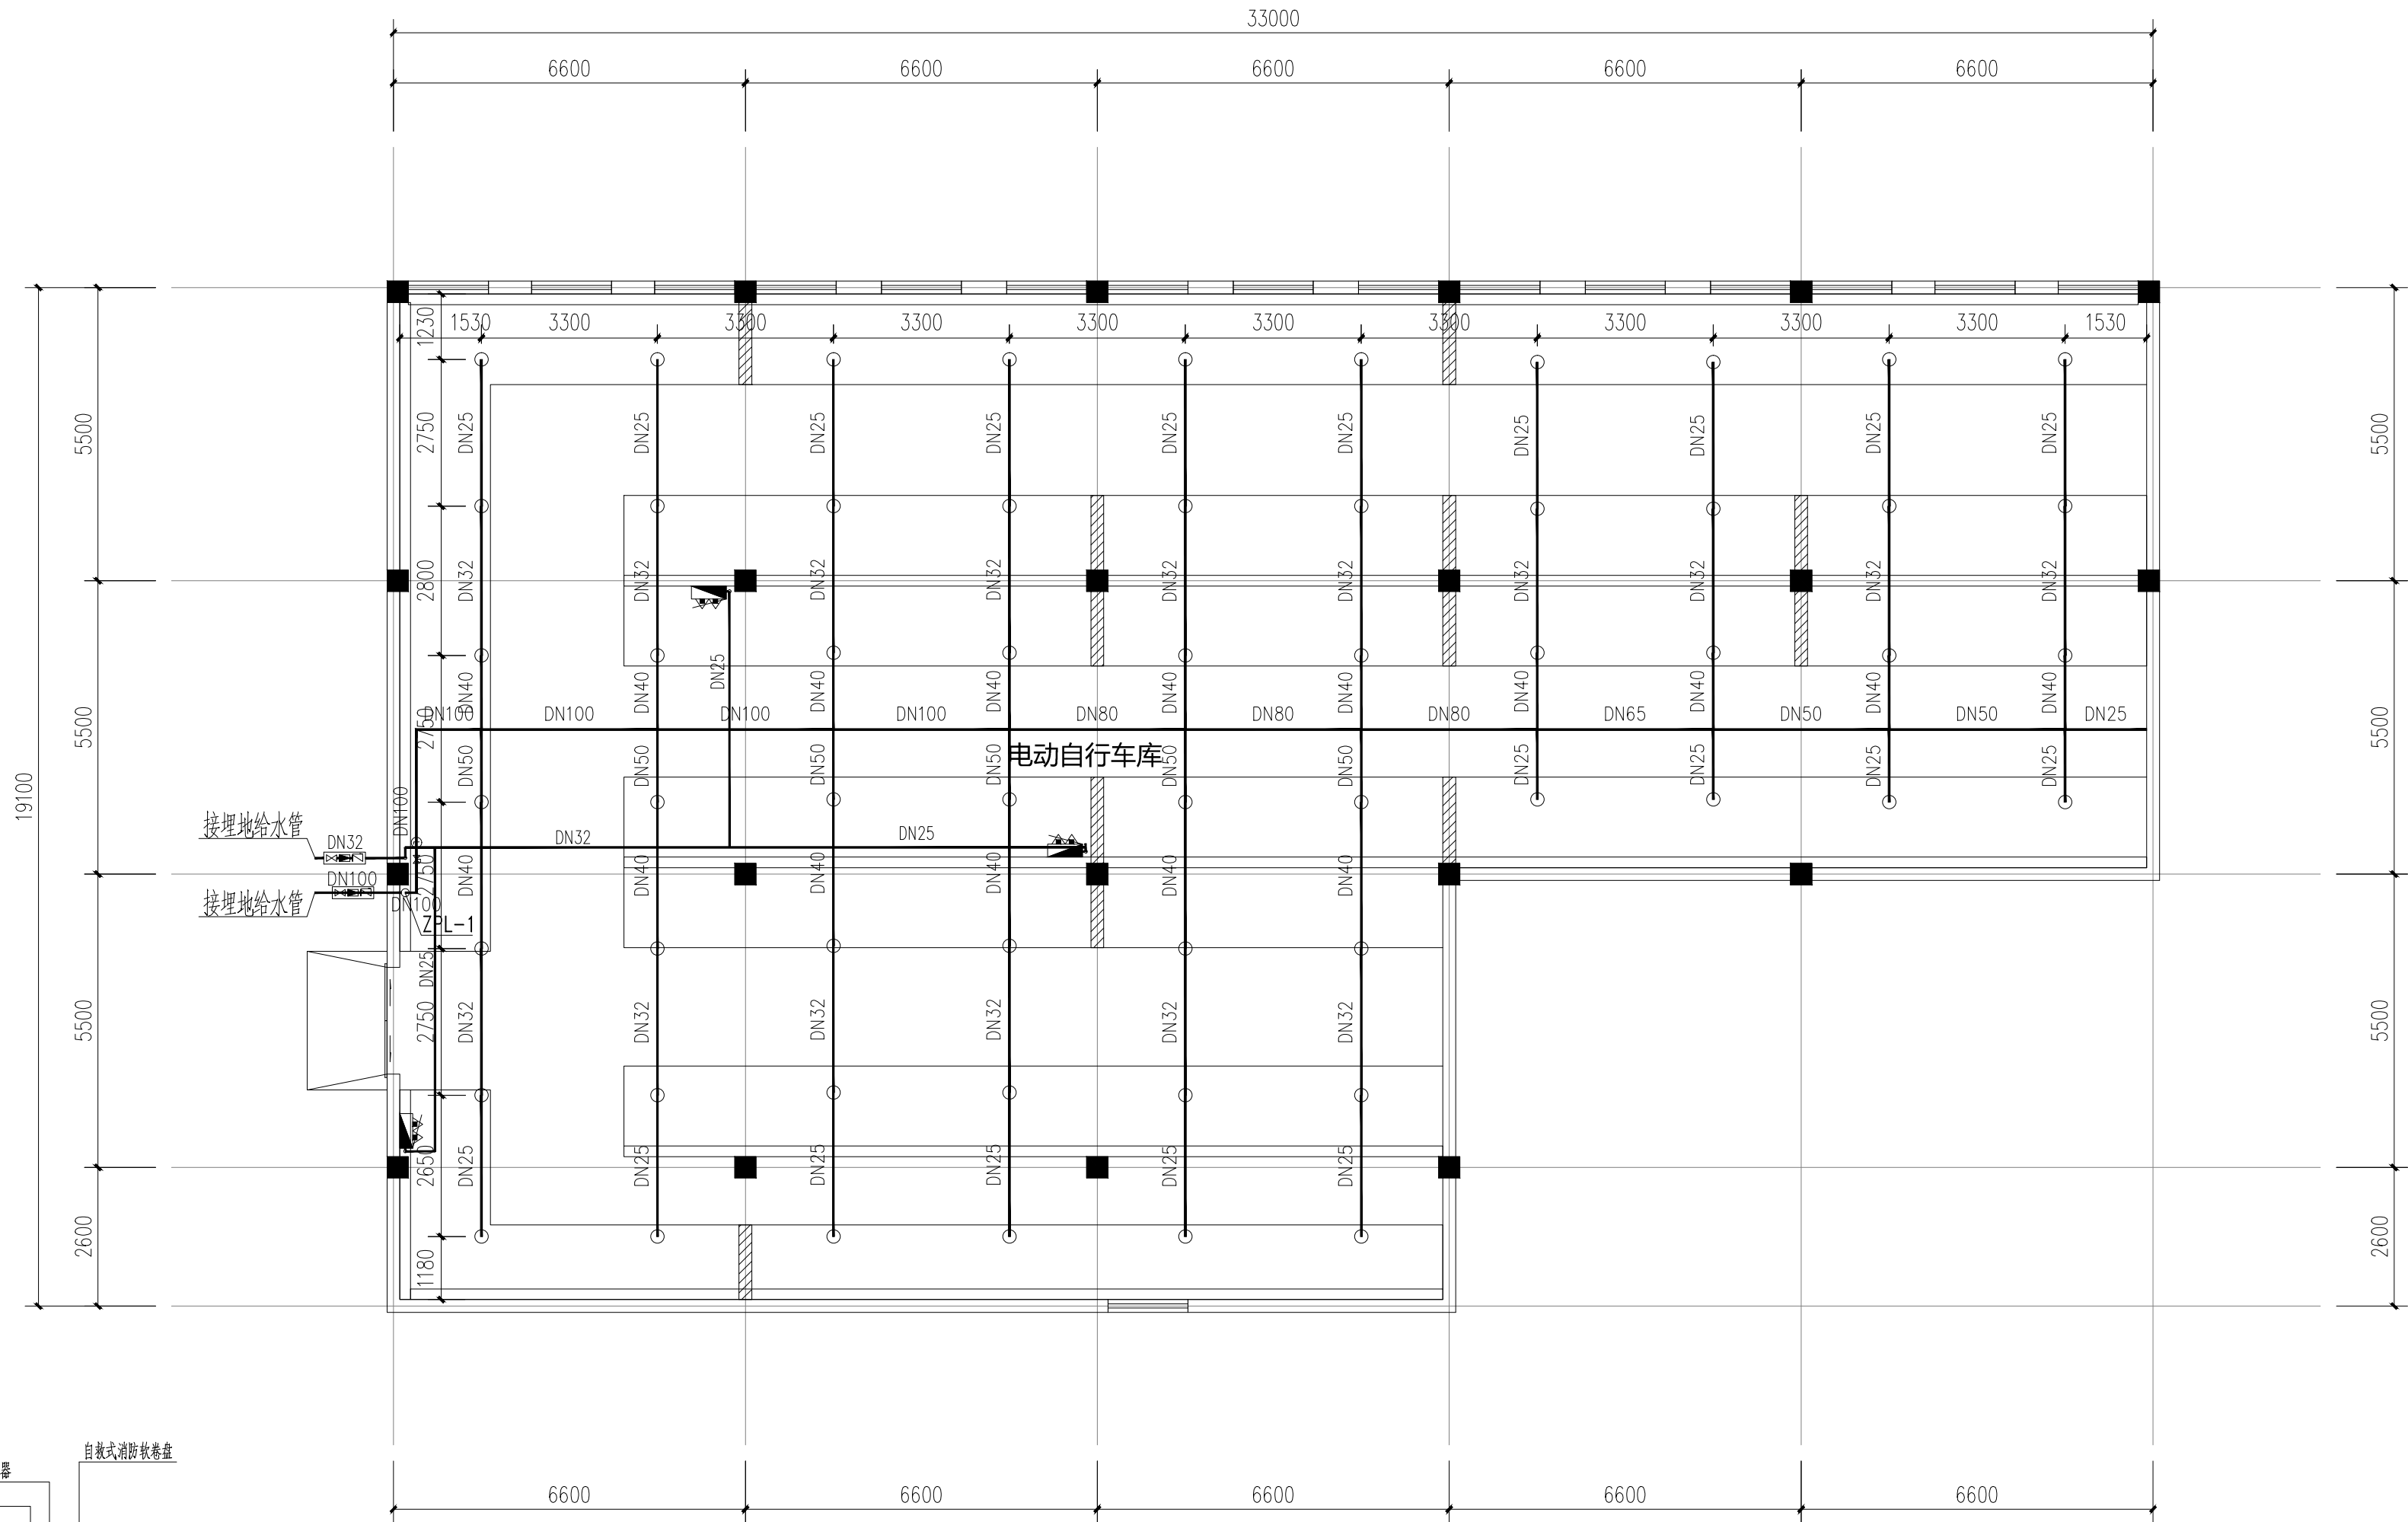 33000
6600 6600 6600 6600 6600
1530 3300 3300 3300 3300 3300 3300 3300 3300 3300 1530
1230
5500 2750 DN25 DN25 DN25 DN25 DN25 DN25 DN25 DN25 DN25 DN25 5500
2800 DN32 DN32 DN32 DN32 DN32 DN32 DN32 DN32 DN32 DN32
DN25
DN40 DN40 DN40 DN40 DN40 DN40 DN40 DN40 DN40 DN40
DN100 DN100 DN100 DN100 DN80 DN80 DN80 DN65 DN50 DN50 DN25
5500 2750 5500
电动自行车库
DN50 DN50 DN50 DN50 DN50 DN50 DN25 DN25 DN25 DN25
19100
DN100
接埋地给水管
DN32
DN32 DN25
2750 DN40 DN40 DN40 DN40 DN40 DN40
DN100
接埋地给水管
DN100
ZPL-1
DN25
5500 2750 DN32 DN32 DN32 DN32 DN32 DN32 5500
2650 DN25 DN25 DN25 DN25 DN25 DN25
2600 1180 2600
自救式消防软卷盘
6600 6600 6600 6600 6600